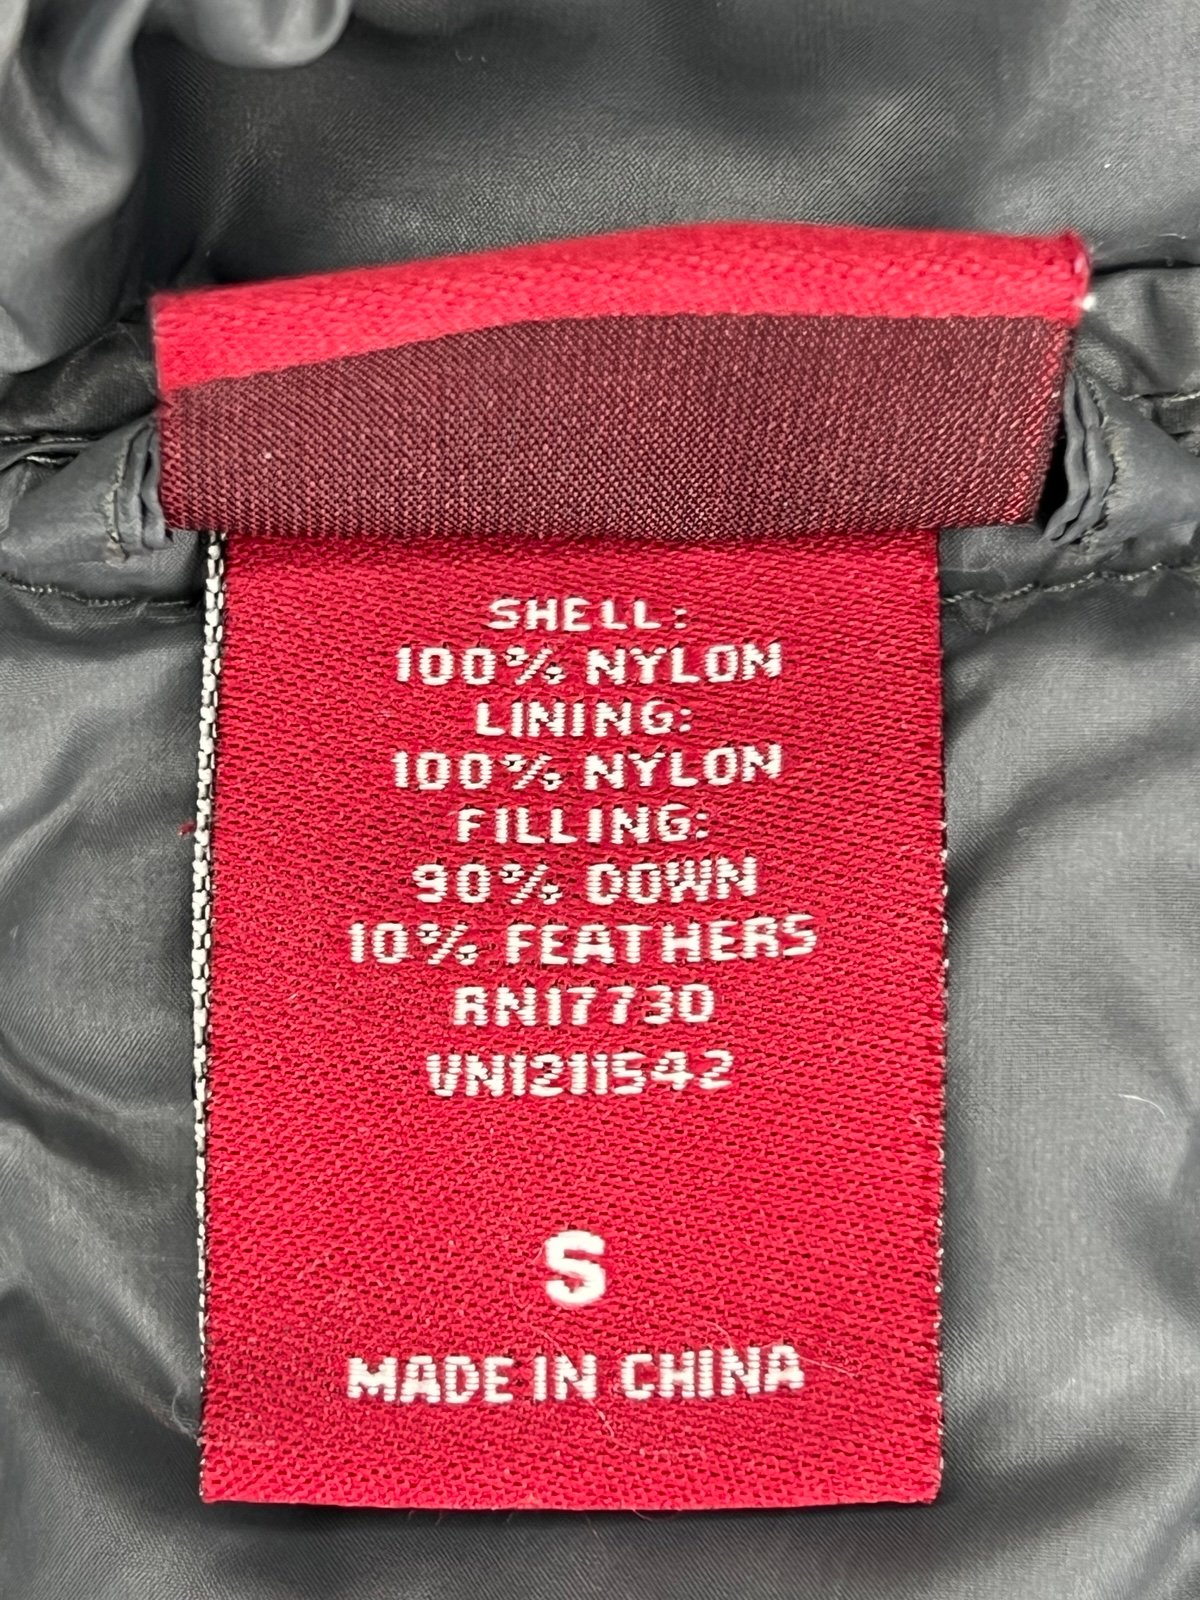 SHELL:
100% NYLON
LINING:
100% NYLON
FILLING:
90% DOWN
10% FEATHERS
RN17730
VN1211542
S
MADE IN CHINA